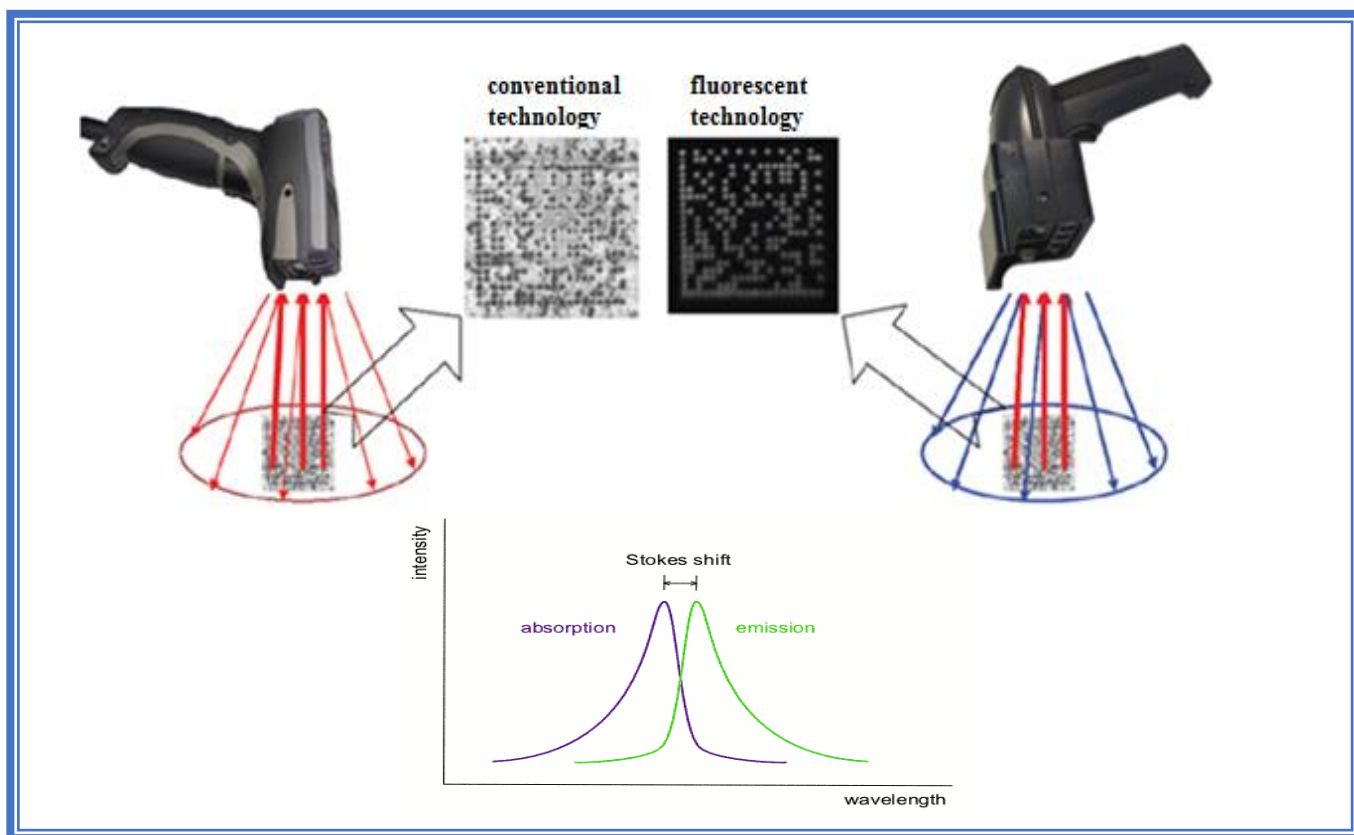 conventional
technology
fluorescent
technology
intensity
Stokes shift
absorption
emission
wavelength